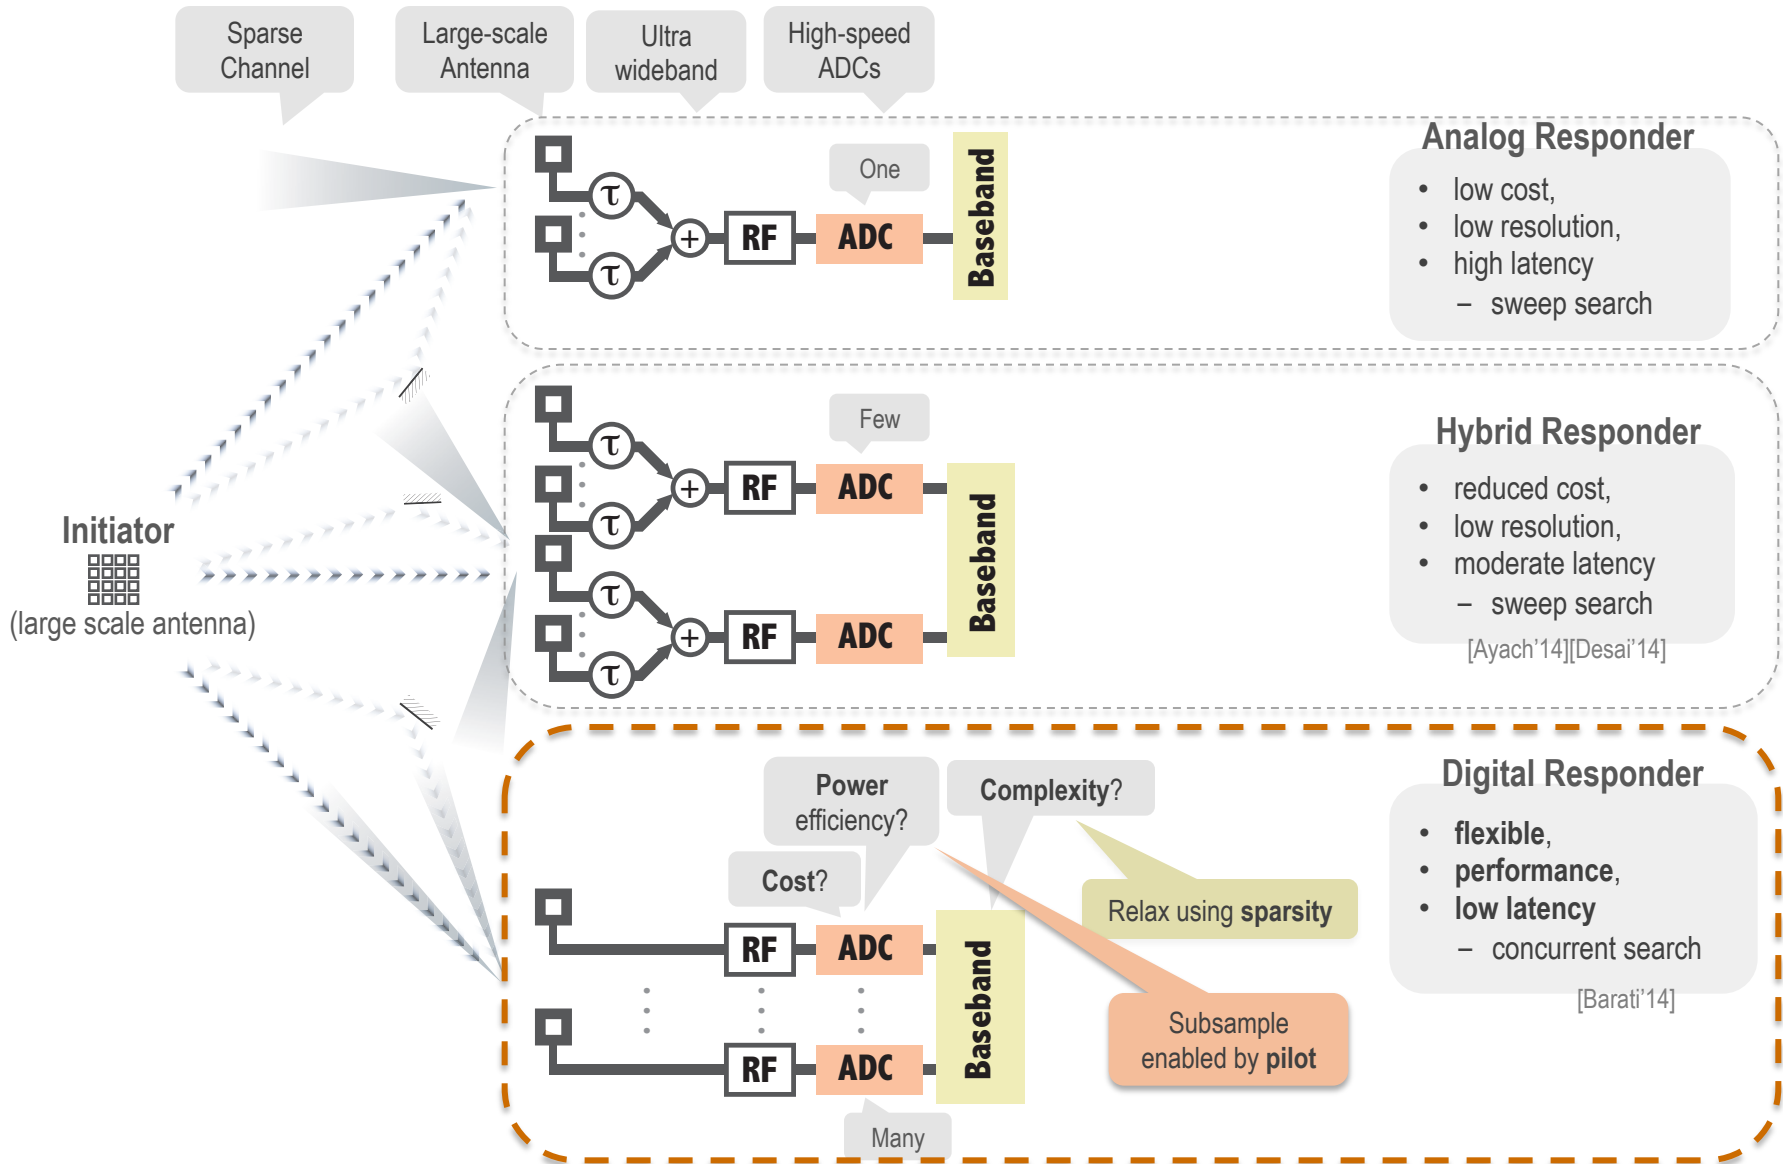 Sparse
Channel
Large-scale
Antenna
Ultra
wideband
High-speed
ADCs
Analog Responder
• low cost,
• low resolution,
• high latency
– sweep search
One
τ
τ
+
RF
ADC
Baseband
Hybrid Responder
• reduced cost,
• low resolution,
• moderate latency
– sweep search
[Ayach’14][Desai’14]
Few
τ
τ
+
RF
ADC
τ
τ
+
RF
ADC
Baseband
Initiator
(large scale antenna)
Digital Responder
• flexible,
• performance,
• low latency
– concurrent search
[Barati’14]
Power
efficiency?
Complexity?
Cost?
Relax using sparsity
Subsample
enabled by pilot
RF
ADC
RF
ADC
Baseband
Many